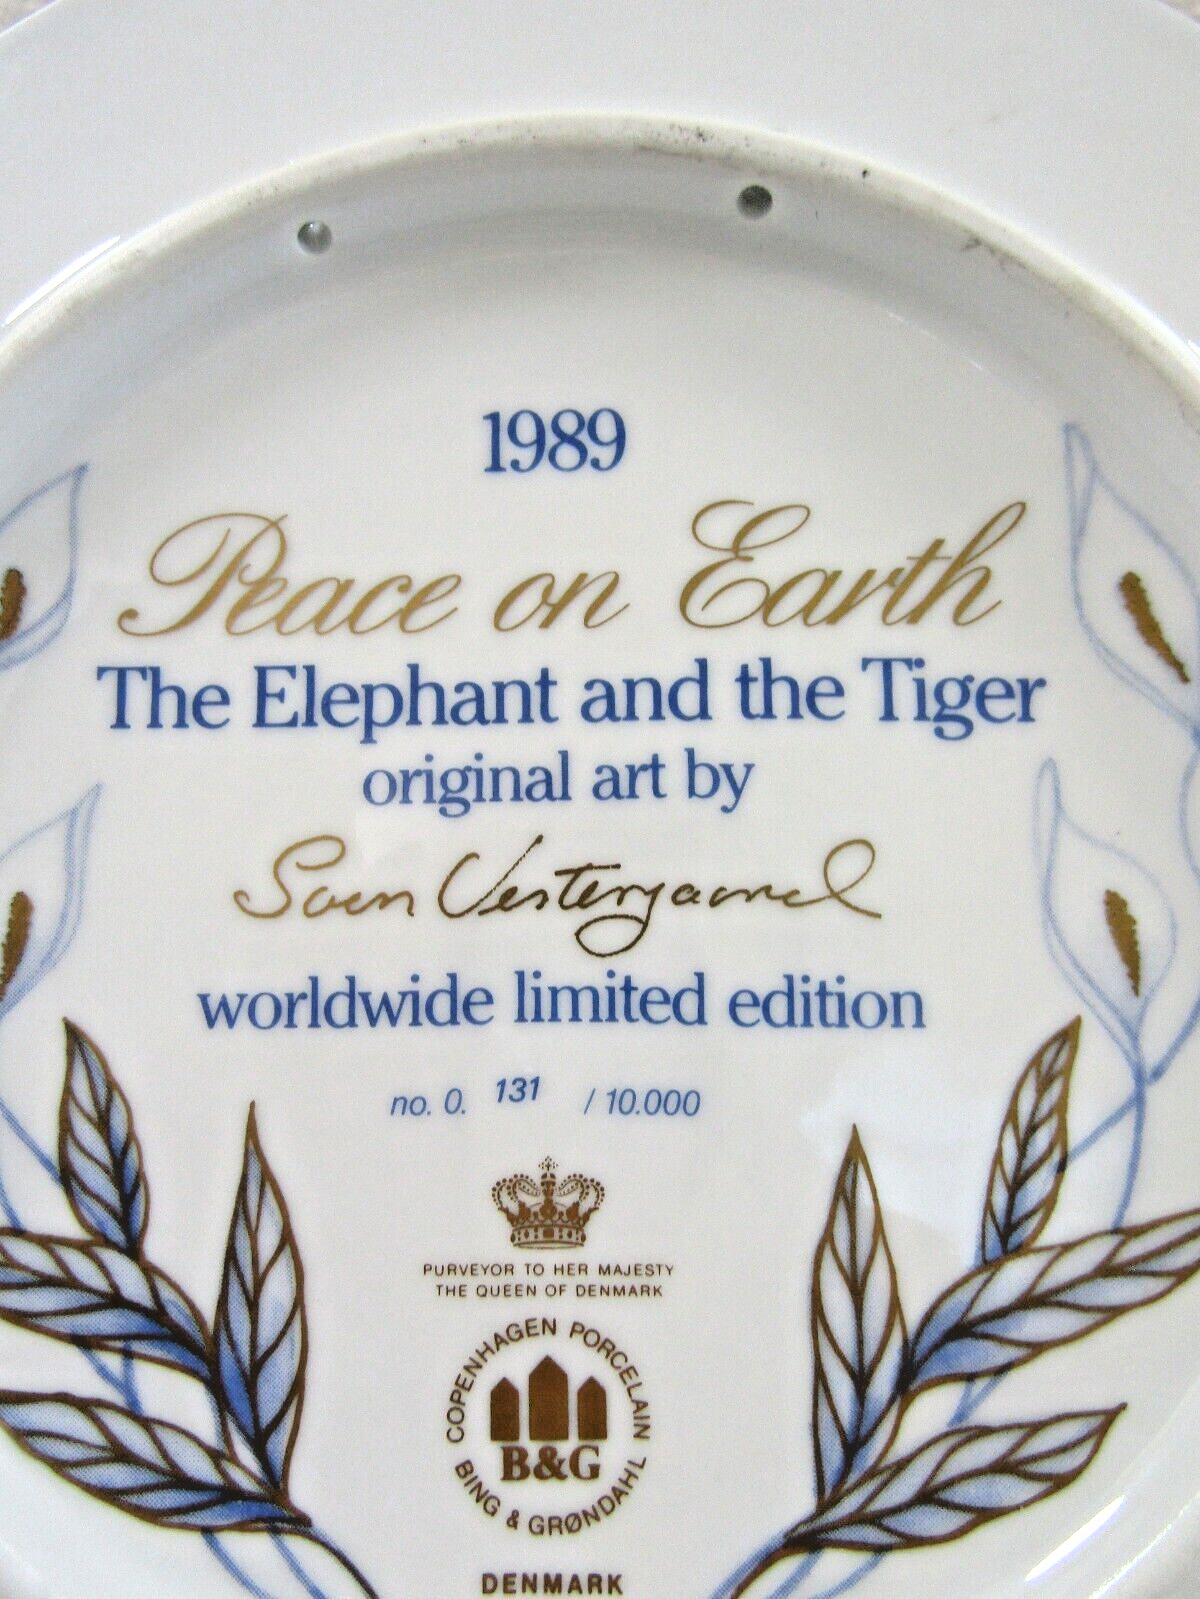 1989
Peace on Earth
The Elephant and the Tiger
original art by
Sven Vestergaard
worldwide limited edition
no. 0. 131 / 10.000
PURVEYOR TO HER MAJESTY
THE QUEEN OF DENMARK
COPENHAGEN PORCELAIN
B&G
BING & GRØNDAHL
DENMARK